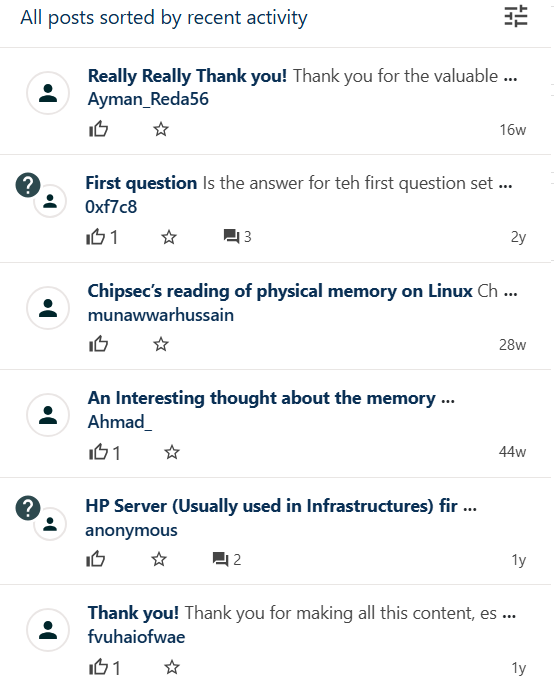 All posts sorted by recent activity
Really Really Thank you! Thank you for the valuable ...
Ayman_Reda56
16w
?
First question Is the answer for teh first question set ...
0xf7c8
1 3 2y
Chipsec's reading of physical memory on Linux Ch ...
munawwarhussain
28w
An Interesting thought about the memory ...
Ahmad_
1 44w
?
HP Server (Usually used in Infrastructures) fir ...
anonymous
2 1y
Thank you! Thank you for making all this content, es ...
fvuhaiofwae
1 1y